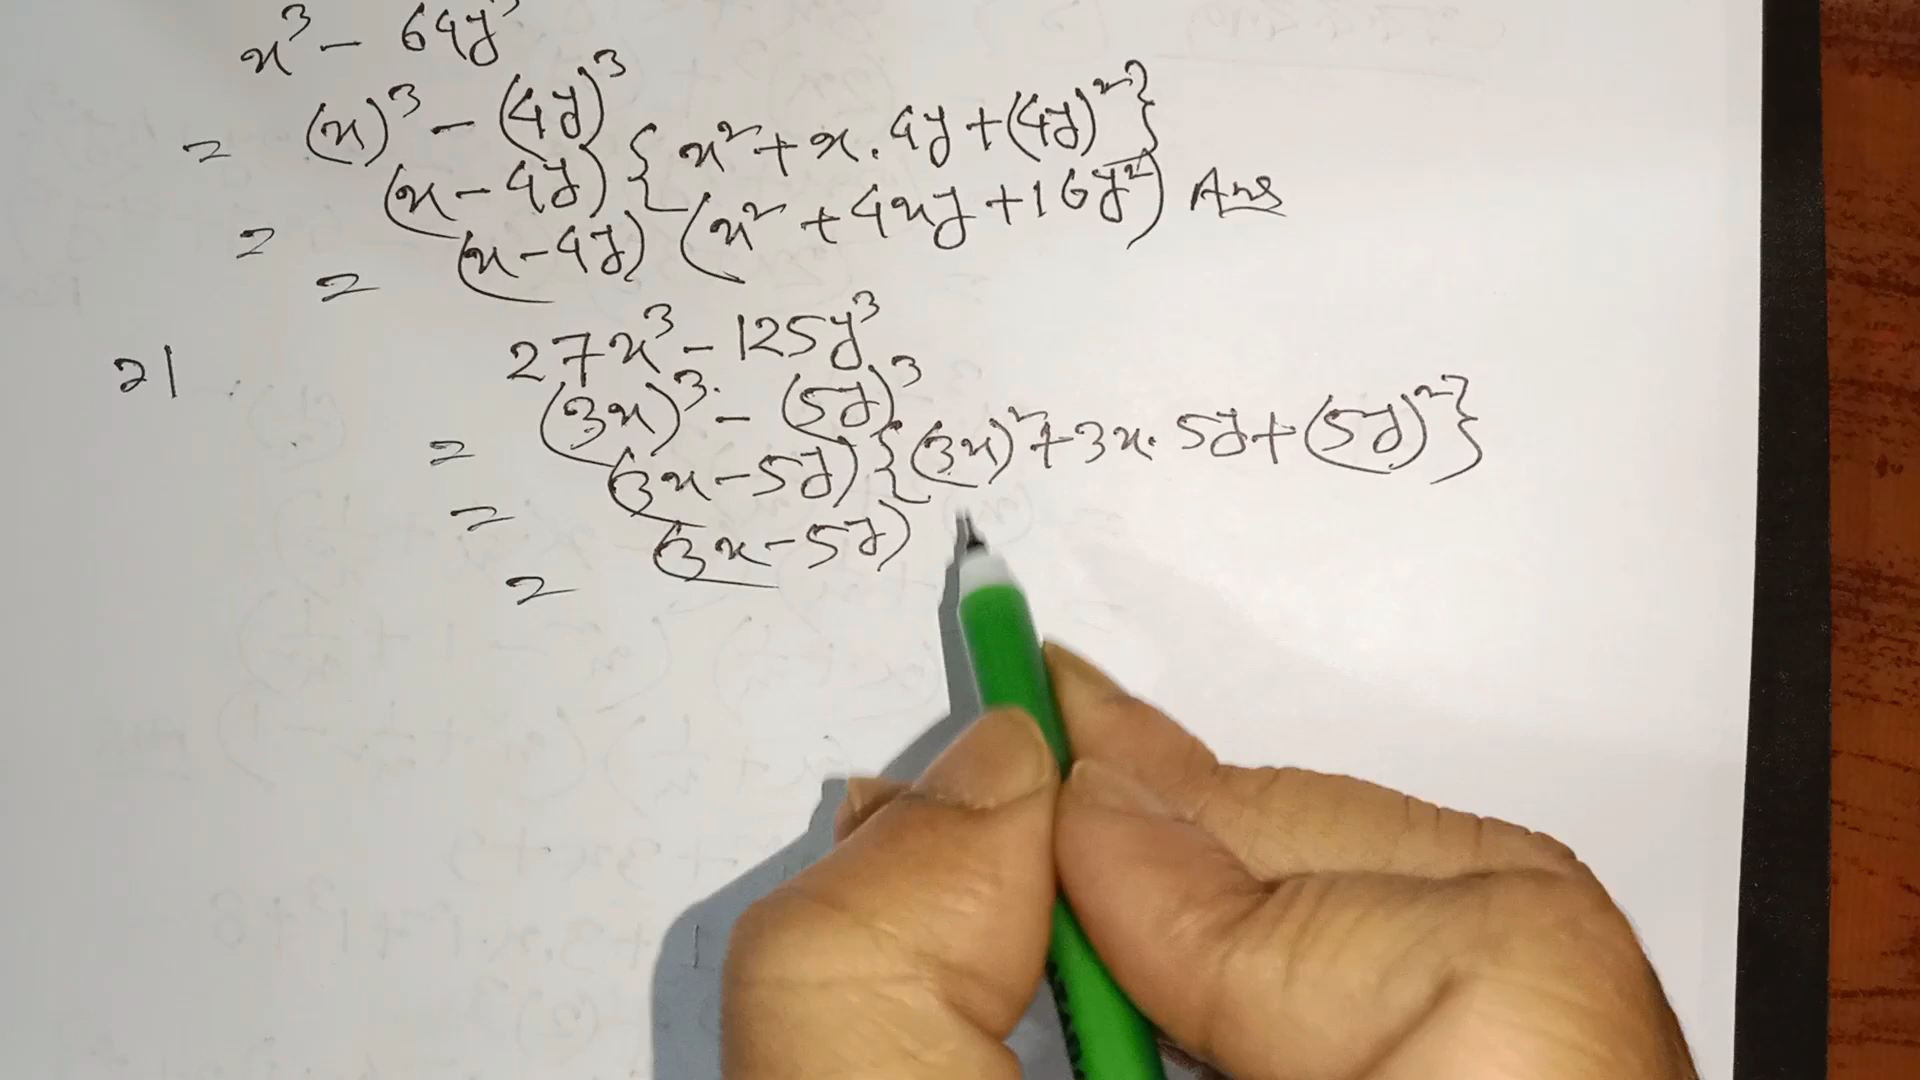 x³ - 64y³
= (x)³ - (4y)³
= (x - 4y) {x² + x . 4y + (4y)²}
= (x - 4y) (x² + 4xy + 16y²) Ans
21 27x³ - 125y³
= (3x)³ - (5y)³
= (3x - 5y) {(3x)² + 3x . 5y + (5y)²}
= (3x - 5y)